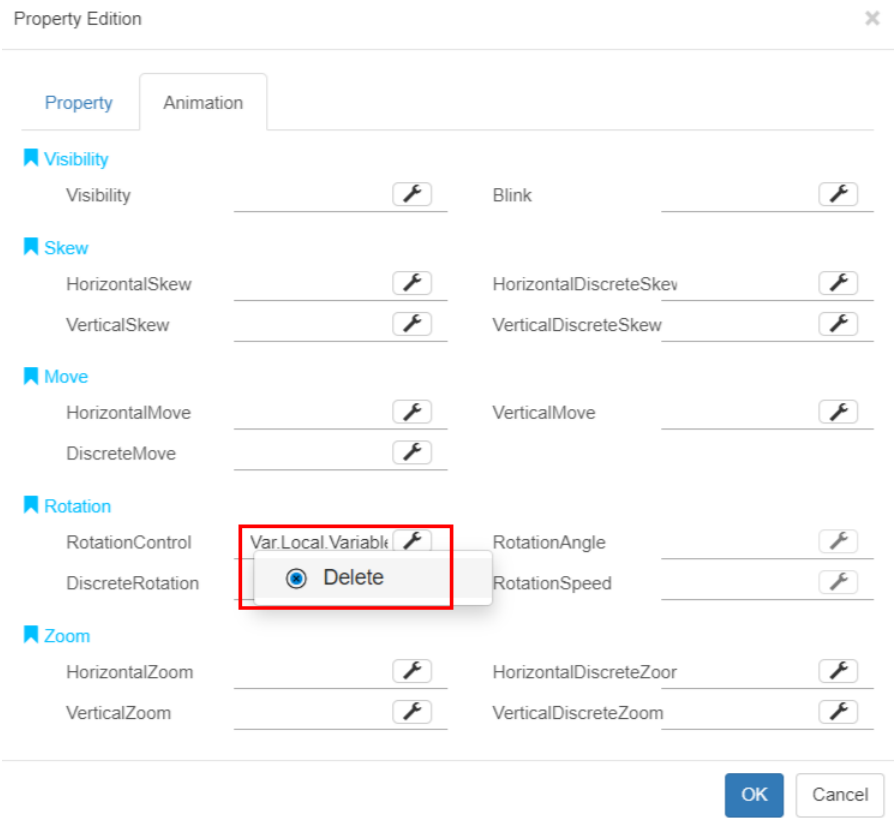 Property Edition
Property Animation
Visibility
Visibility Blink
Skew
HorizontalSkew HorizontalDiscreteSkew
VerticalSkew VerticalDiscreteSkew
Move
HorizontalMove VerticalMove
DiscreteMove
Rotation
RotationControl Var.Local.Variable RotationAngle
DiscreteRotation Delete RotationSpeed
Zoom
HorizontalZoom HorizontalDiscreteZoor
VerticalZoom VerticalDiscreteZoom
OK Cancel